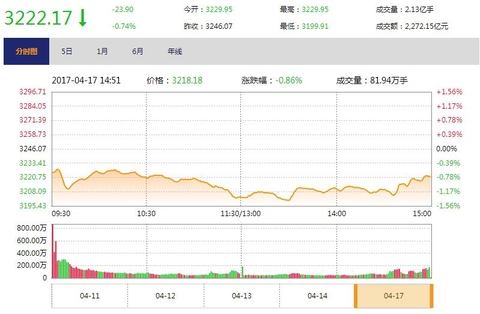 3222.17↓ -23.90 今开：3229.95 最高：3229.95 成交量：2.13亿手
-0.74% 昨收：3246.07 最低：3199.91 成交额：2,272.15亿元
分时图 5日 1月 6月 年线
2017-04-17 14:51 价格：3218.18 涨跌幅：-0.86% 成交量：81.94万手
3296.71 +1.56%
3284.05 +1.17%
3271.39 +0.78%
3258.73 +0.39%
3246.07 0.00%
3233.41 -0.39%
3220.75 -0.78%
3208.09 -1.17%
3195.43 -1.56%
09:30 10:30 11:30/13:00 14:00 15:00
800.00万
600.00万
400.00万
200.00万
0
04-11 04-12 04-13 04-14 04-17